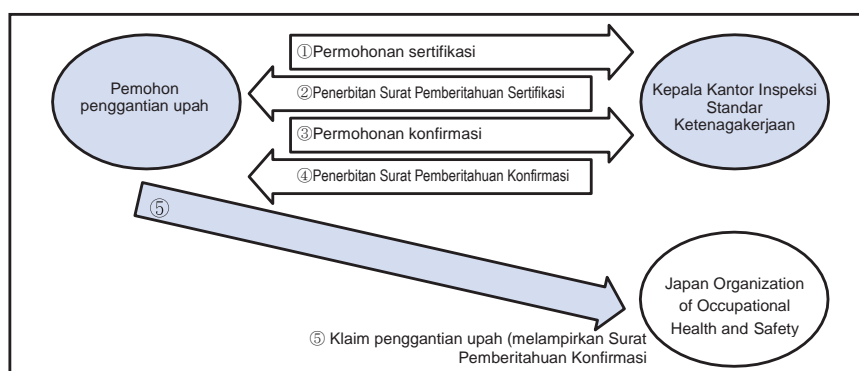 ①Permohonan sertifikasi
Pemohon
penggantian upah
②Penerbitan Surat Pemberitahuan Sertifikasi
Kepala Kantor Inspeksi
Standar
Ketenagakerjaan
③Permohonan konfirmasi
④Penerbitan Surat Pemberitahuan Konfirmasi
⑤
Japan Organization
of Occupational
Health and Safety
⑤ Klaim penggantian upah (melampirkan Surat
Pemberitahuan Konfirmasi